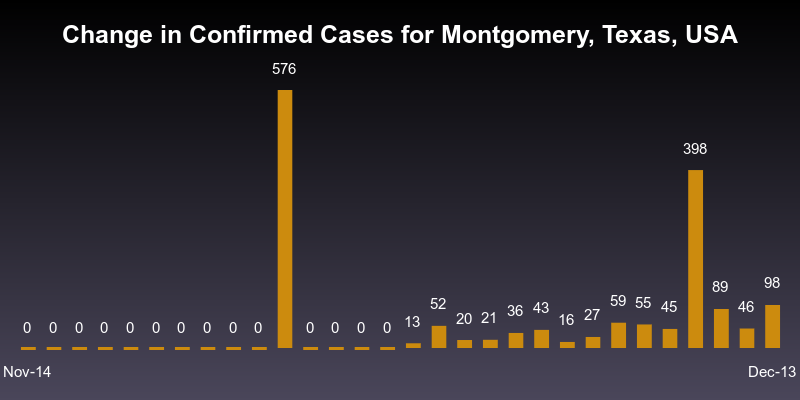 Change in Confirmed Cases for Montgomery, Texas, USA
576
398
0 0 0 0 0 0 0 0 0 0 0 0 0 0 13 52 20 21 36 43 16 27 59 55 45 89 46 98
Nov-14 Dec-13